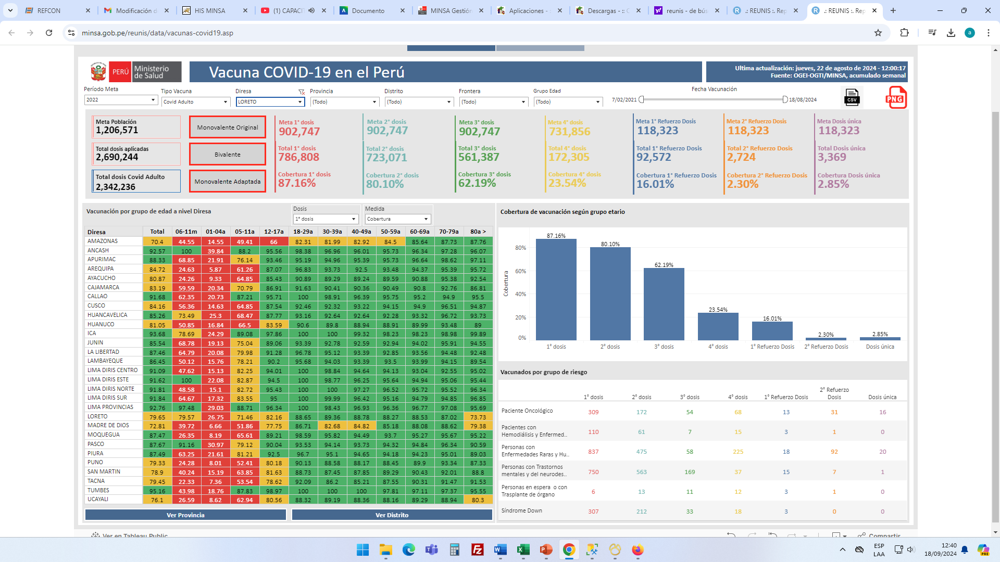 REFCON
Modificación d
HIS MINSA
(1) CAPAC
Documento
MINSA Gestión
Aplicaciones -
Descargas - :: C
reunis - de bús
.: REUNIS :. Rep
.: REUNIS :. Rep
minsa.gob.pe/reunis/data/vacunas-covid19.asp
a
PERÚ Ministerio de Salud
Vacuna COVID-19 en el Perú
Ultima actualización: jueves, 22 de agosto de 2024 - 12:00:17
Fuente: OGEI-OGTI/MINSA, acumulado semanal
Período Meta Tipo Vacuna Diresa Provincia Distrito Frontera Grupo Edad Fecha Vacunación
2022 Covid Adulto LORETO (Todo) (Todo) (Todo) (Todo) 7/02/2021 18/08/2024 CSV PNG
Meta Población
1,206,571
Total dosis aplicadas
2,690,244
Total dosis Covid Adulto
2,342,236
Monovalente Original
Bivalente
Monovalente Adaptada
Meta 1° dosis
902,747
Total 1° dosis
786,808
Cobertura 1° dosis
87.16%
Meta 2° dosis
902,747
Total 2° dosis
723,071
Cobertura 2° dosis
80.10%
Meta 3° dosis
902,747
Total 3° dosis
561,387
Cobertura 3° dosis
62.19%
Meta 4° dosis
731,856
Total 4° dosis
172,305
Cobertura 4° dosis
23.54%
Meta 1° Refuerzo Dosis
118,323
Total 1° Refuerzo Dosis
92,572
Cobertura 1° Refuerzo Dosis
16.01%
Meta 2° Refuerzo Dosis
118,323
Total 2° Refuerzo Dosis
2,724
Cobertura 2° Refuerzo Dosis
2.30%
Meta Dosis única
118,323
Total Dosis única
3,369
Cobertura Dosis única
2.85%
Vacunación por grupo de edad a nivel Diresa
Dosis Medida
1° dosis Cobertura
Diresa Total 06-11m 01-04a 05-11a 12-17a 18-29a 30-39a 40-49a 50-59a 60-69a 70-79a 80a >
AMAZONAS 70.4 44.55 14.55 49.41 66 82.31 81.99 82.92 84.5 85.64 87.73 87.76
ANCASH 92.57 100 39.84 88.2 95.56 98.38 96.96 96.01 95.73 96.34 97.28 96.07
APURIMAC 88.33 68.85 21.91 76.14 93.46 95.19 94.96 95.39 95.73 96.64 98.62 97.11
AREQUIPA 84.72 24.63 5.87 61.26 87.07 96.83 93.73 92.5 93.48 94.37 95.39 95.72
AYACUCHO 80.87 24.26 9.33 64.85 85.43 90.89 89.29 89.24 89.59 90.88 95.38 92.54
CAJAMARCA 83.19 59.59 20.34 70.79 86.91 91.63 90.41 90.36 90.49 90.8 92.76 86.81
CALLAO 91.68 62.35 20.73 87.21 95.71 100 98.91 96.39 95.75 95.2 94.9 95.5
CUSCO 84.16 56.36 14.63 64.85 87.54 92.46 92.32 93.22 94.15 94.9 96.51 94.87
HUANCAVELICA 85.26 73.49 25.3 68.47 87.77 93.16 92.64 92.64 92.28 93.32 96.72 93.73
HUANUCO 81.05 50.85 16.84 66.5 83.59 90.6 89.8 88.94 88.91 89.99 93.48 89
ICA 93.68 78.69 24.29 89.08 97.86 100 100 99.32 98.23 98.23 98.98 99.89
JUNIN 85.54 68.78 19.13 75.04 89.06 93.39 92.78 92.59 92.94 94.02 95.91 94.55
LA LIBERTAD 87.46 64.79 20.08 79.98 91.28 96.78 95.12 93.39 92.85 93.56 94.48 92.48
LAMBAYEQUE 86.45 50.12 15.76 78.21 90.2 95.68 94.03 93.39 93.5 93.99 94.15 89.54
LIMA DIRIS CENTRO 91.09 47.62 15.13 82.25 94.01 100 98.84 94.64 94.13 93.04 92.55 95.02
LIMA DIRIS ESTE 91.62 100 22.08 82.87 94.5 100 98.77 96.25 95.64 94.94 95.06 95.44
LIMA DIRIS NORTE 91.81 48.58 15.1 82.72 95.43 100 100 97.27 96.52 95.72 95.52 96.34
LIMA DIRIS SUR 91.84 64.67 17.32 83.55 95 100 99.99 96.42 95.16 94.79 94.85 96.85
LIMA PROVINCIAS 92.76 97.48 29.03 88.71 96.34 100 98.43 96.93 96.36 96.77 97.08 95.69
LORETO 79.65 79.57 26.75 71.46 82.16 88.65 89.36 88.78 88.27 88.53 87.02 73.73
MADRE DE DIOS 72.81 39.72 6.66 51.86 77.75 86.71 82.68 84.82 85.18 88.08 88.62 79.38
MOQUEGUA 87.47 26.35 8.19 65.61 89.21 98.59 95.82 94.49 93.7 95.27 95.67 95.22
PASCO 87.67 91.16 30.97 79.12 90.04 93.53 94.14 93.73 94.32 94.84 96.34 90.59
PIURA 87.49 63.25 21.61 81.21 92.5 96.7 95.1 94.65 94.18 94.23 95.01 89.03
PUNO 79.33 24.28 8.01 52.41 80.18 90.13 88.58 88.17 88.45 89.9 93.34 87.33
SAN MARTIN 78.9 40.24 15.19 63.85 81.63 88.73 87.45 87.85 89.29 90.43 92.01 88.8
TACNA 79.45 22.33 7.36 53.54 78.62 92.09 86.2 85.21 87.55 90.31 91.47 91.53
TUMBES 95.16 43.98 18.76 87.83 98.97 100 100 100 97.81 97.11 97.37 95.55
UCAYALI 76.1 26.59 8.62 62.94 80.56 88.32 89.19 88.36 88.16 89.29 88.94 80.3
Ver Provincia Ver Distrito
Cobertura de vacunación según grupo etario
Cobertura
80%
60%
40%
20%
0%
87.16% 80.10% 62.19% 23.54% 16.01% 2.30% 2.85%
1° dosis 2° dosis 3° dosis 4° dosis 1° Refuerzo Dosis 2° Refuerzo Dosis Dosis única
Vacunados por grupo de riesgo
1° dosis 2° dosis 3° dosis 4° dosis 1° Refuerzo Dosis 2° Refuerzo Dosis Dosis única
Paciente Oncológico 309 172 54 68 13 31 16
Pacientes con
Hemodiálisis y Enfermed.. 110 61 7 15 3 1 0
Personas con
Enfermedades Raras y Hu.. 837 475 58 225 18 92 20
Personas con Trastornos
mentales y del neurodes.. 750 563 169 37 15 7 1
Personas en espera o con
Trasplante de órgano 6 13 11 12 3 1 0
Síndrome Down 307 212 33 18 3 0 0
Ver en Tableau Public
Compartir
ESP
LAA
12:40
18/09/2024
PRE